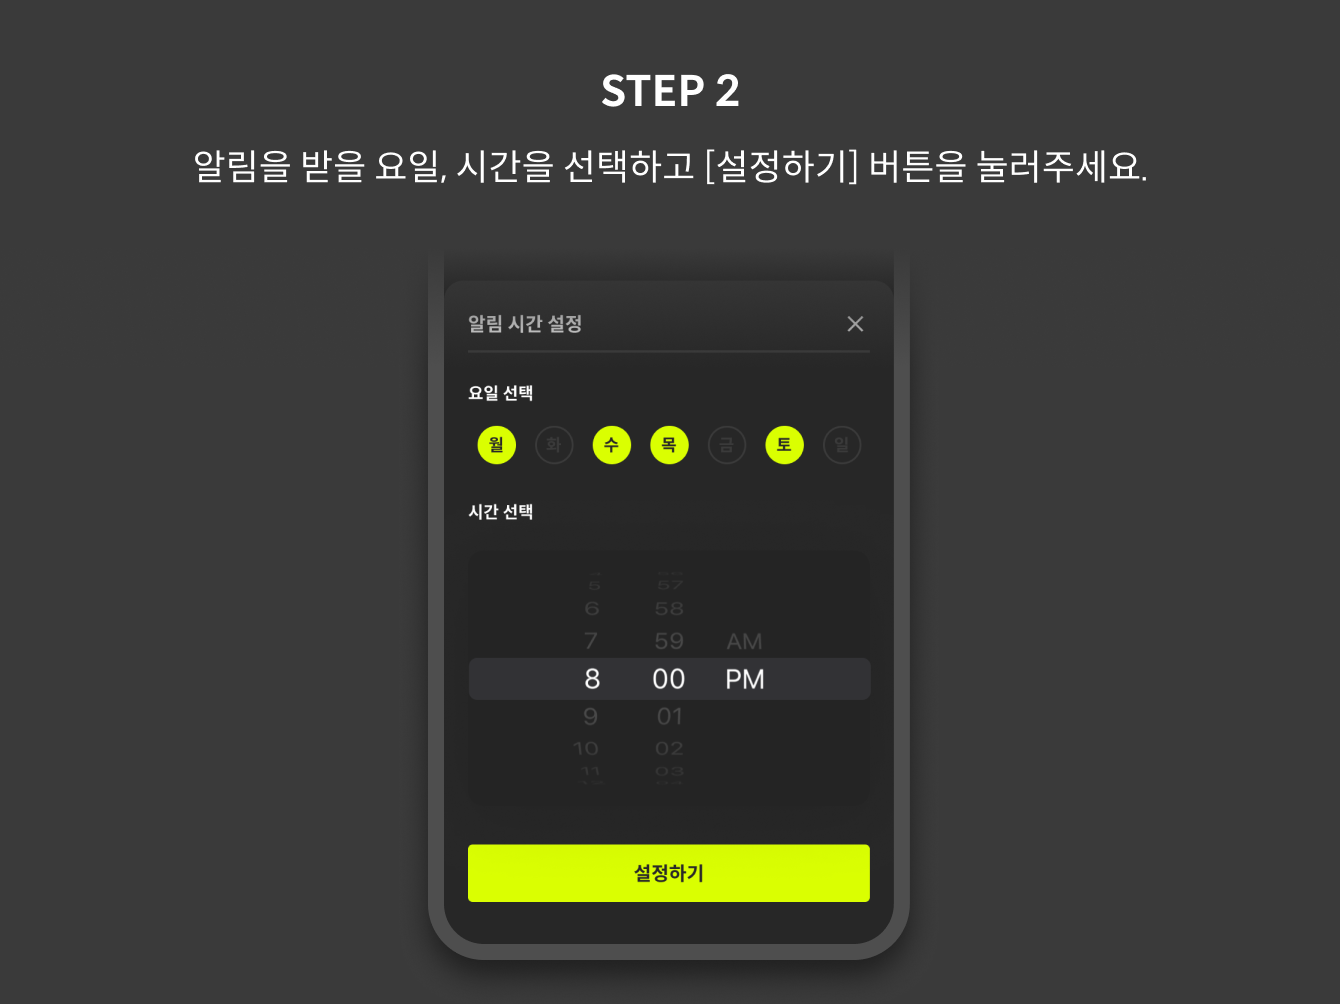 STEP 2
알림을 받을 요일, 시간을 선택하고 [설정하기] 버튼을 눌러주세요.
알림 시간 설정
요일 선택
월 화 수 목 금 토 일
시간 선택
5 57
6 58
7 59 AM
8 00 PM
9 01
10 02
11 03
설정하기